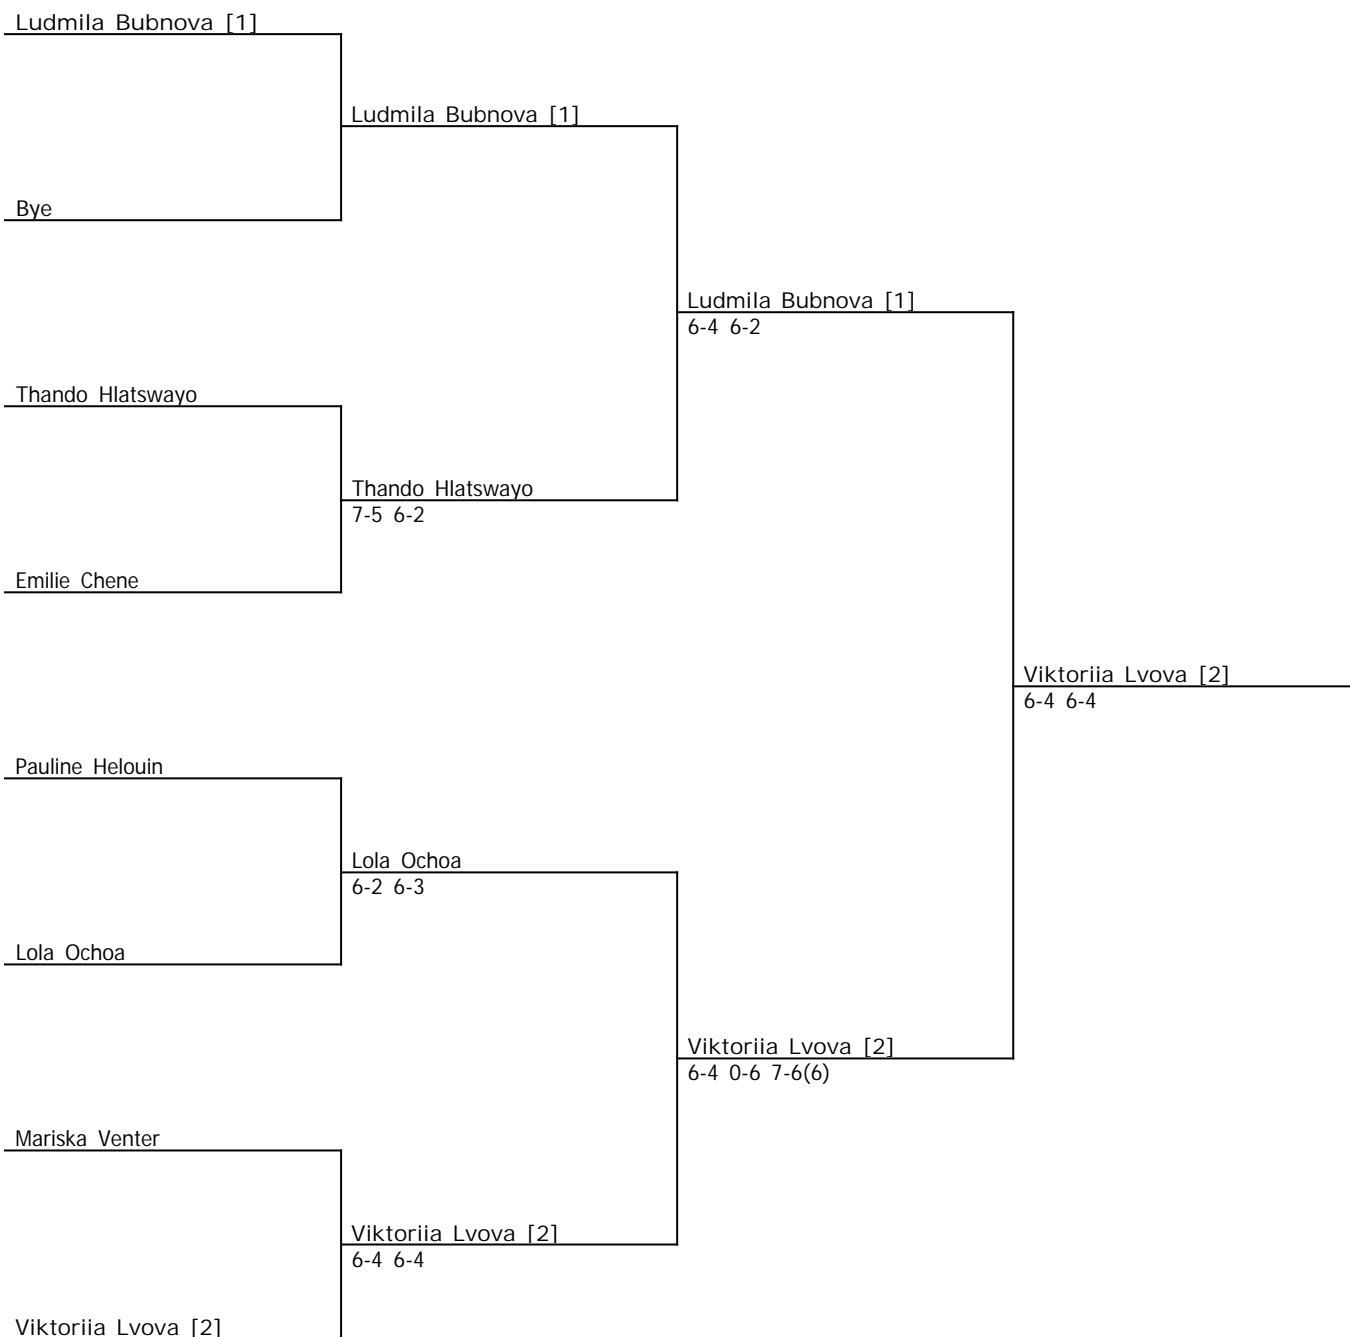 Ludmila Bubnova [1]
Ludmila Bubnova [1]
Bye
Ludmila Bubnova [1]
6-4 6-2
Thando Hlatswayo
Thando Hlatswayo
7-5 6-2
Emilie Chene
Viktoriia Lvova [2]
6-4 6-4
Pauline Helouin
Lola Ochoa
6-2 6-3
Lola Ochoa
Viktoriia Lvova [2]
6-4 0-6 7-6(6)
Mariska Venter
Viktoriia Lvova [2]
6-4 6-4
Viktoriia Lvova [2]